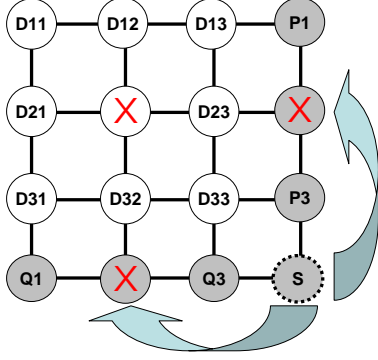 D11 D12 D13 P1
D21 X D23 X
D31 D32 D33 P3
Q1 X Q3 S